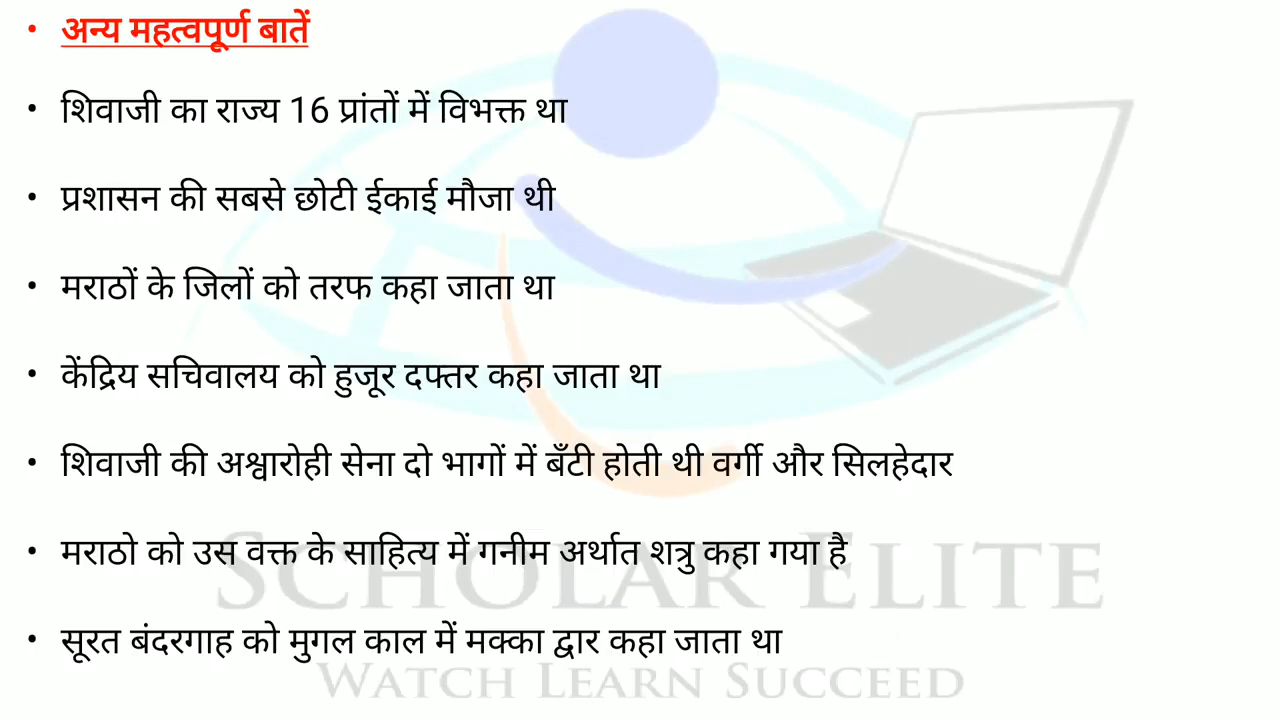 • अन्य महत्वपूर्ण बातें
• शिवाजी का राज्य 16 प्रांतों में विभक्त था
• प्रशासन की सबसे छोटी ईकाई मौजा थी
• मराठों के जिलों को तरफ कहा जाता था
• केंद्रिय सचिवालय को हुजूर दफ्तर कहा जाता था
• शिवाजी की अश्वारोही सेना दो भागों में बँटी होती थी वर्गी और सिलहेदार
• मराठो को उस वक्त के साहित्य में गनीम अर्थात शत्रु कहा गया है
SCHOLAR ELITE
• सूरत बंदरगाह को मुगल काल में मक्का द्वार कहा जाता था
WATCH LEARN SUCCEED